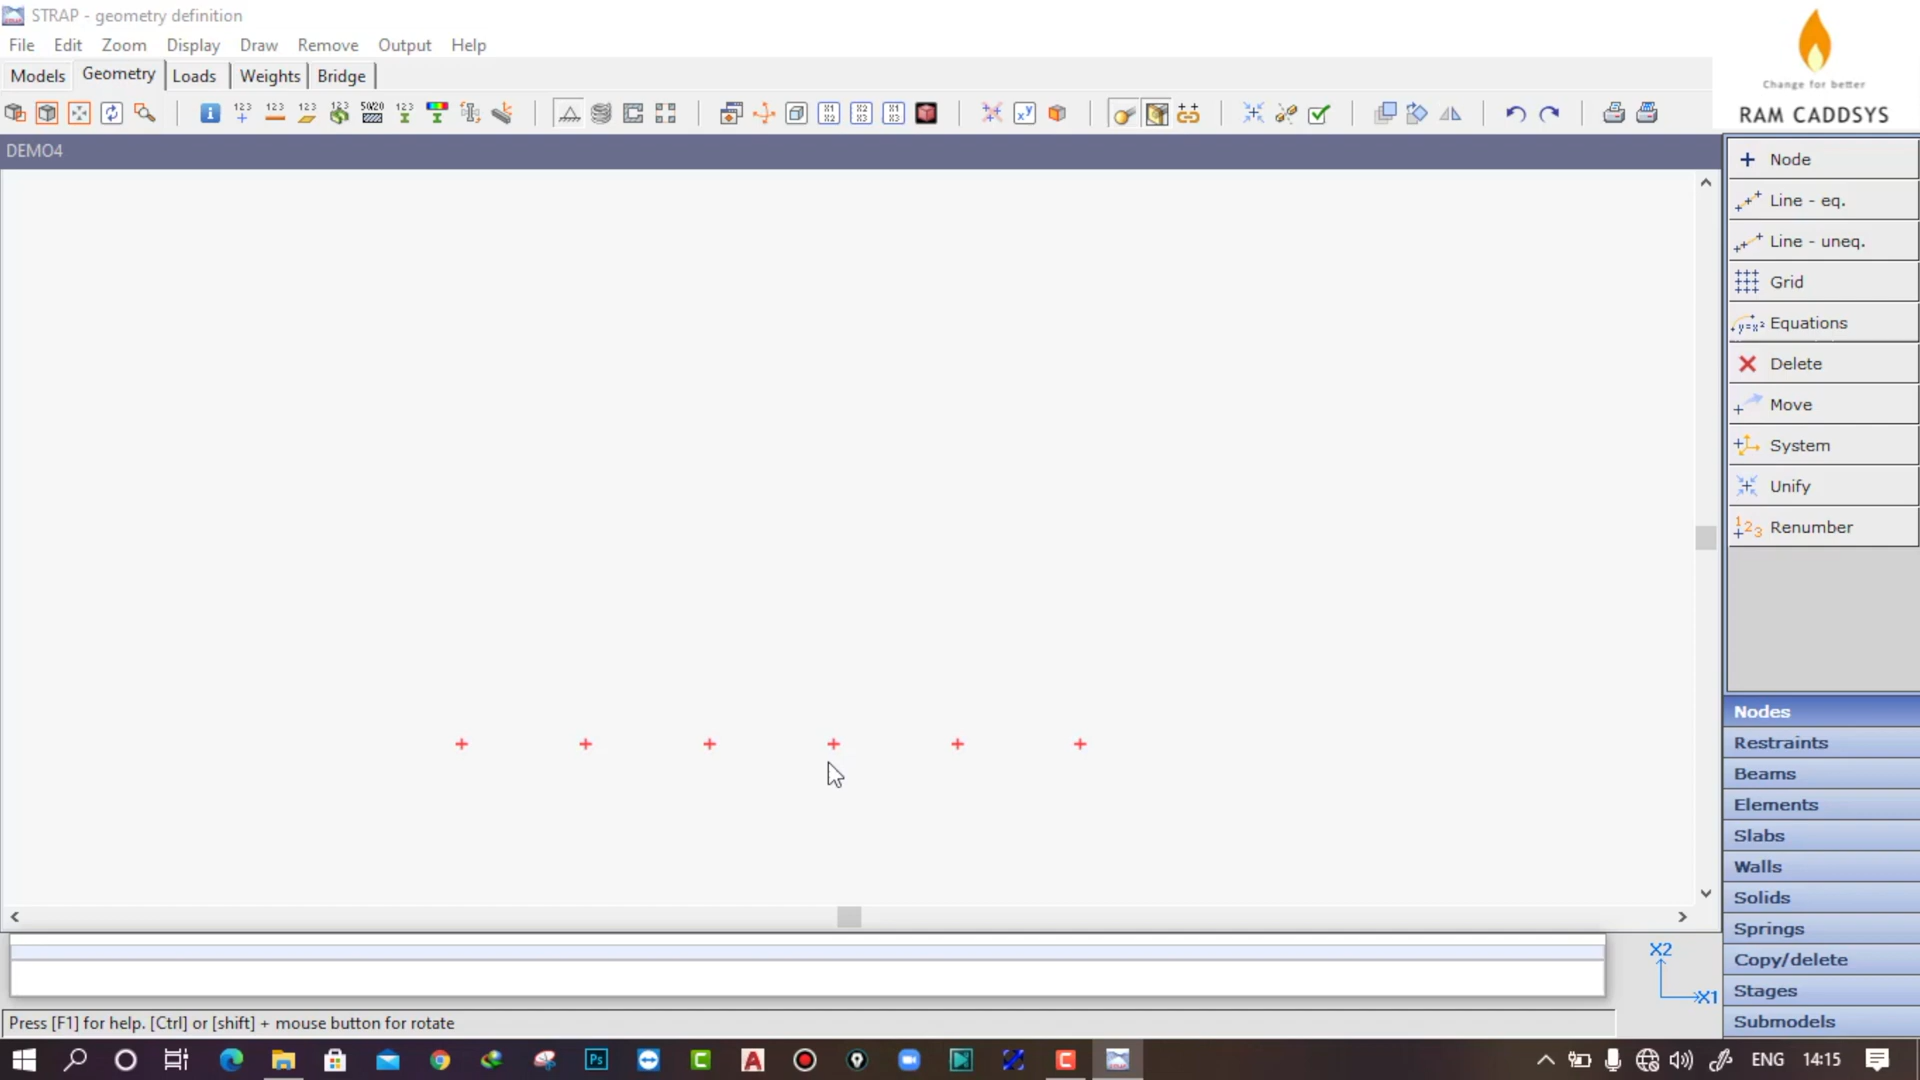 STRAP - geometry definition
File Edit Zoom Display Draw Remove Output Help
Change for better
RAM CADDSYS
Models Geometry Loads Weights Bridge
DEMO4
Node
Line - eq.
Line - uneq.
Grid
Equations
Delete
Move
System
Unify
Renumber
Nodes
Restraints
Beams
Elements
Slabs
Walls
Solids
Springs
Copy/delete
Stages
Submodels
X2
X1
Press [F1] for help. [Ctrl] or [shift] + mouse button for rotate
ENG 14:15